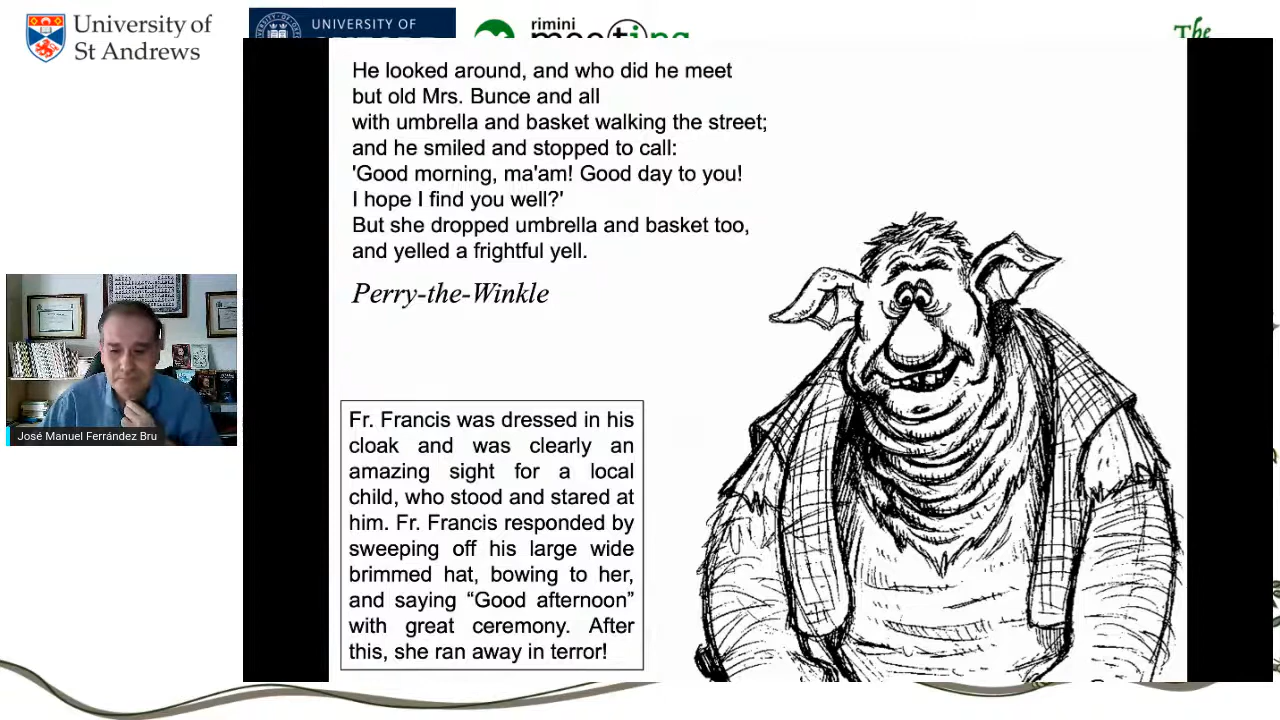 University of
St Andrews
UNIVERSITY OF
rimini
meeting
The
He looked around, and who did he meet
but old Mrs. Bunce and all
with umbrella and basket walking the street;
and he smiled and stopped to call:
'Good morning, ma'am! Good day to you!
I hope I find you well?'
But she dropped umbrella and basket too,
and yelled a frightful yell.
Perry-the-Winkle
José Manuel Ferrández Bru
Fr. Francis was dressed in his
cloak and was clearly an
amazing sight for a local
child, who stood and stared at
him. Fr. Francis responded by
sweeping off his large wide
brimmed hat, bowing to her,
and saying “Good afternoon”
with great ceremony. After
this, she ran away in terror!